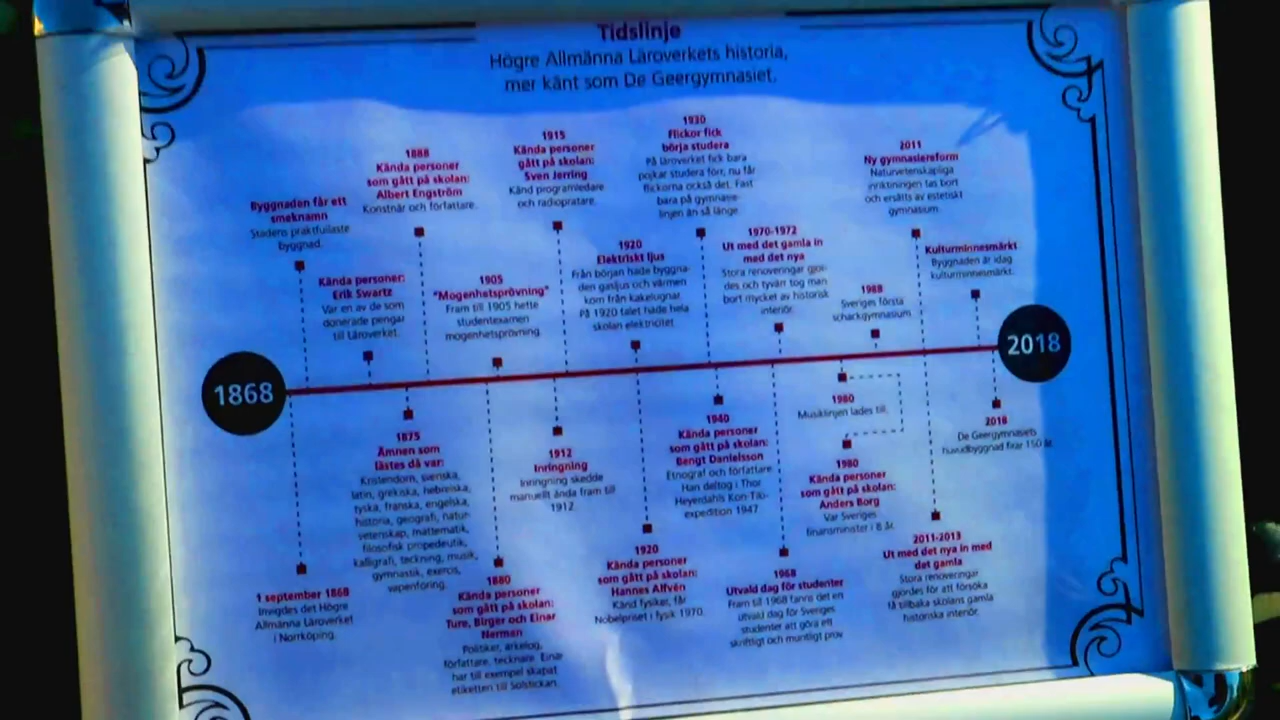 Tidslinje
Högre Allmänna Läroverkets historia,
mer känt som De Geergymnasiet.
1868
2018
Byggnaden får ett
smeknamn
Stadens praktfullaste
byggnad.
Kända personer:
Erik Swartz
Var en av de som
donerade pengar
till Läroverket.
1888
Kända personer
som gått på skolan:
Albert Engström
Konstnär och författare.
1905
"Mogenhetsprövning"
Fram till 1905 hette
studentexamen
mogenhetsprövning.
1915
Kända personer
gått på skolan:
Sven Jerring
Känd programledare
och radiopratare.
1920
Elektriskt ljus
Från början hade byggna-
den gasljus och värmen
kom från kakelugnar.
På 1920 talet hade hela
skolan elektricitet.
1930
Flickor fick
börja studera
På läroverket fick bara
pojkar studera förr, nu får
flickorna också det. Fast
bara på gymnasie-
linjen än så länge.
1970-1972
Ut med det gamla in
med det nya
Stora renoveringar gjor-
des och tyvärr tog man
bort mycket av historisk
interiör.
1988
Sveriges första
schackgymnasium
2011
Ny gymnasiereform
Naturvetenskapliga
inriktningen tas bort
och ersätts av estetiskt
gymnasium.
Kulturminnesmärkt
Byggnaden är idag
kulturminnesmärkt.
1 september 1868
Invigdes det Högre
Allmänna Läroverket
i Norrköping.
1875
Ämnen som
lästes då var:
Kristendom, svenska,
latin, grekiska, hebreiska,
tyska, franska, engelska,
historia, geografi, natur-
vetenskap, matematik,
filosofisk propedeutik,
kalligrafi, teckning, musik,
gymnastik, exercis,
vapenföring.
1880
Kända personer
som gått på skolan:
Ture, Birger och Einar
Nerman
Politiker, arkelog,
författare, tecknare. Einar
har till exempel skapat
etiketten till Solstickan.
1912
Inringning
Inringning skedde
manuellt ända fram till
1912.
1920
Kända personer
som gått på skolan:
Hannes Alfvén
Känd fysiker, får
Nobelpriset i fysik 1970.
1940
Kända personer
som gått på skolan:
Bengt Danielsson
Etnograf och författare
Han deltog i Thor
Heyerdahls Kon-Tiki-
expedition 1947
1968
Utvald dag för studenter
Fram till 1968 fanns det en
utvald dag för Sveriges
studenter att göra ett
skriftligt och muntligt prov
1980
Musiklinjen lades till.
1980
Kända personer
som gått på skolan:
Anders Borg
Var Sveriges
finansminister i 8 år.
2011-2013
Ut med det nya in med
det gamla
Stora renoveringar
gjordes för att försöka
få tillbaka skolans gamla
historiska interiör.
2018
De Geergymnasiets
huvudbyggnad firar 150 år.